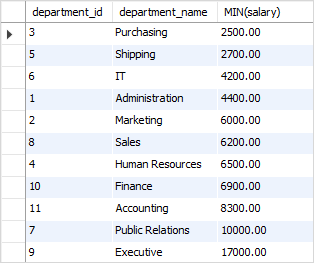 department_id department_name MIN(salary)
3 Purchasing 2500.00
5 Shipping 2700.00
6 IT 4200.00
1 Administration 4400.00
2 Marketing 6000.00
8 Sales 6200.00
4 Human Resources 6500.00
10 Finance 6900.00
11 Accounting 8300.00
7 Public Relations 10000.00
9 Executive 17000.00